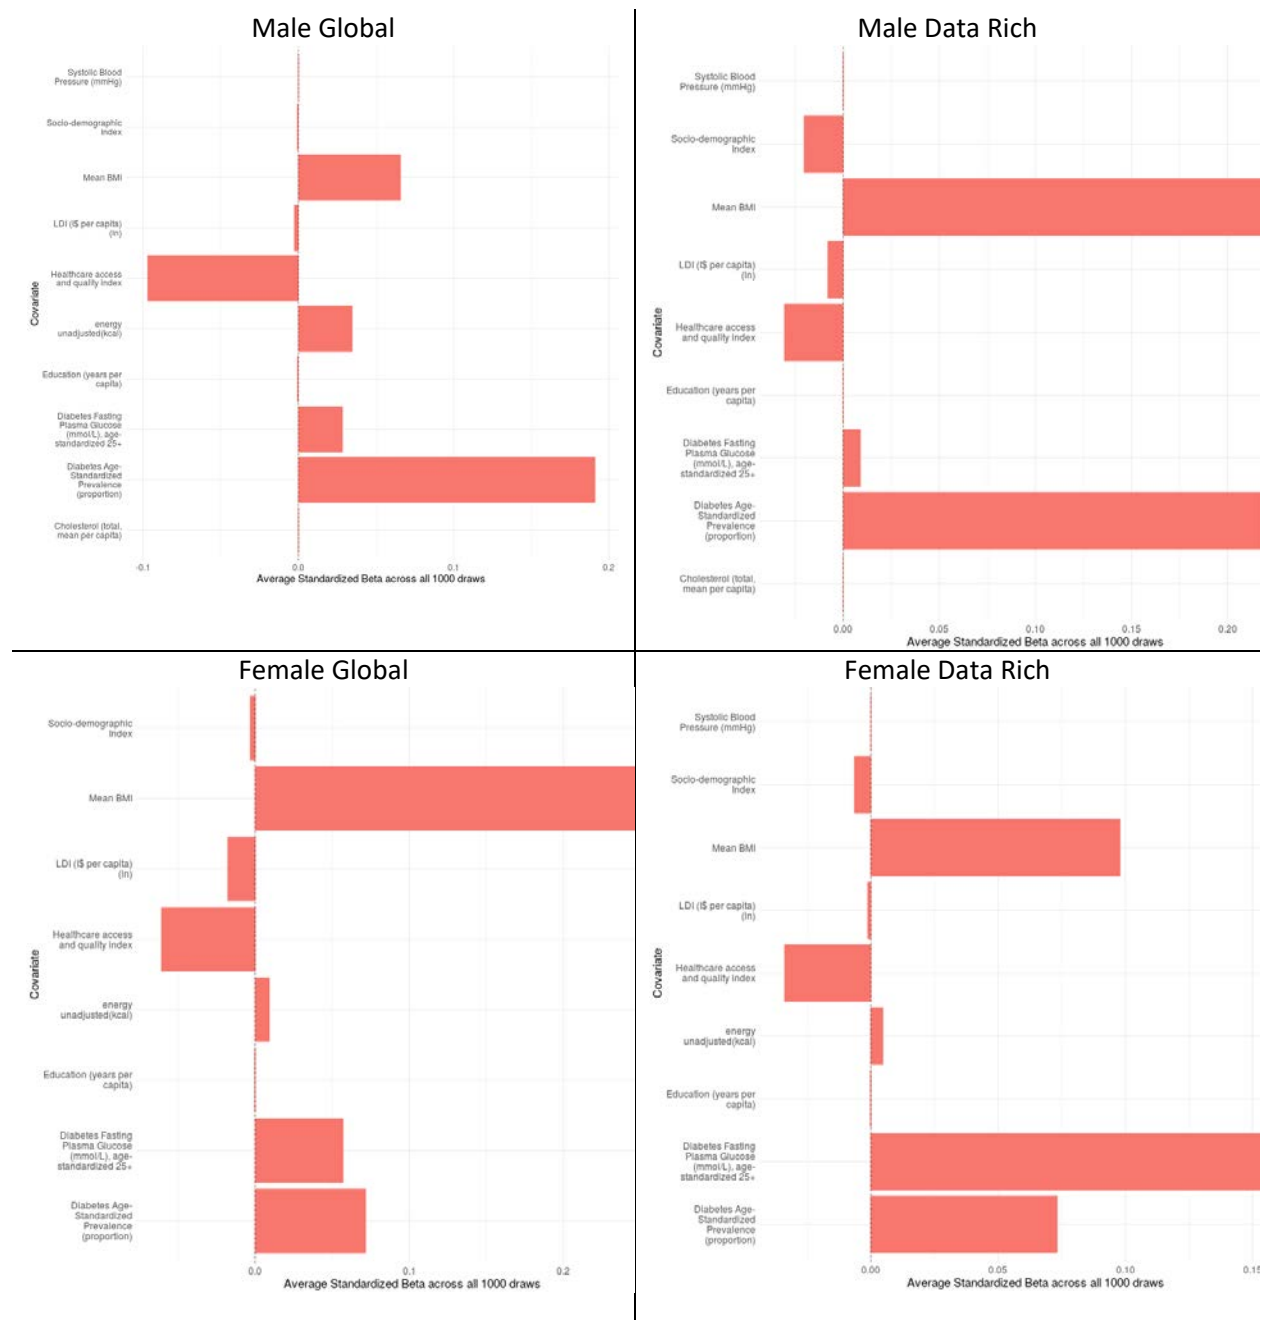 Male Global
Systolic Blood
Pressure (mmHg)
Socio-demographic
Index
Mean BMI
LDI (I$ per capita)
(ln)
Healthcare access
and quality index
energy
unadjusted(kcal)
Education (years per
capita)
Diabetes Fasting
Plasma Glucose
(mmol/L), age-
standardized 25+
Diabetes Age-
Standardized
Prevalence
(proportion)
Cholesterol (total,
mean per capita)
Covariate
-0.1 0.0 0.1 0.2
Average Standardized Beta across all 1000 draws
Male Data Rich
Systolic Blood
Pressure (mmHg)
Socio-demographic
Index
Mean BMI
LDI (I$ per capita)
(ln)
Healthcare access
and quality index
Education (years per
capita)
Diabetes Fasting
Plasma Glucose
(mmol/L), age-
standardized 25+
Diabetes Age-
Standardized
Prevalence
(proportion)
Cholesterol (total,
mean per capita)
Covariate
0.00 0.05 0.10 0.15 0.20
Average Standardized Beta across all 1000 draws
Female Global
Socio-demographic
Index
Mean BMI
LDI (I$ per capita)
(ln)
Healthcare access
and quality index
energy
unadjusted(kcal)
Education (years per
capita)
Diabetes Fasting
Plasma Glucose
(mmol/L), age-
standardized 25+
Diabetes Age-
Standardized
Prevalence
(proportion)
Covariate
0.0 0.1 0.2
Average Standardized Beta across all 1000 draws
Female Data Rich
Systolic Blood
Pressure (mmHg)
Socio-demographic
Index
Mean BMI
LDI (I$ per capita)
(ln)
Healthcare access
and quality index
energy
unadjusted(kcal)
Education (years per
capita)
Diabetes Fasting
Plasma Glucose
(mmol/L), age-
standardized 25+
Diabetes Age-
Standardized
Prevalence
(proportion)
Covariate
0.00 0.05 0.10 0.15
Average Standardized Beta across all 1000 draws